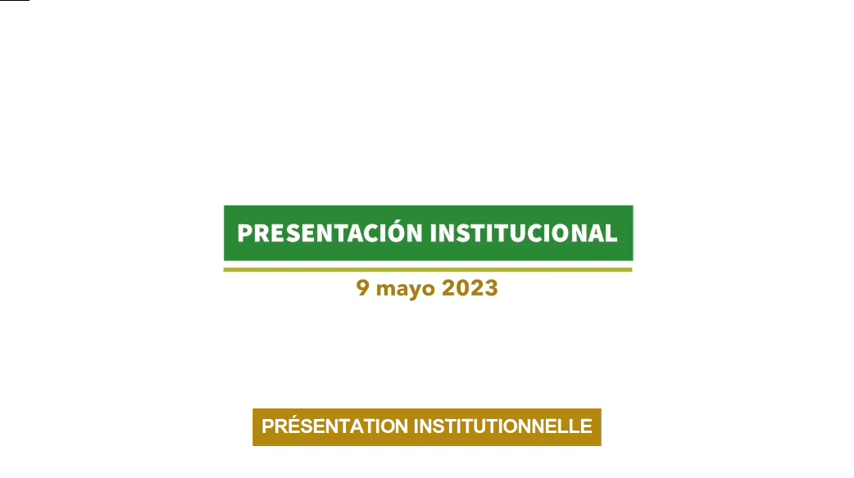 PRESENTACIÓN INSTITUCIONAL
9 mayo 2023
PRÉSENTATION INSTITUTIONNELLE